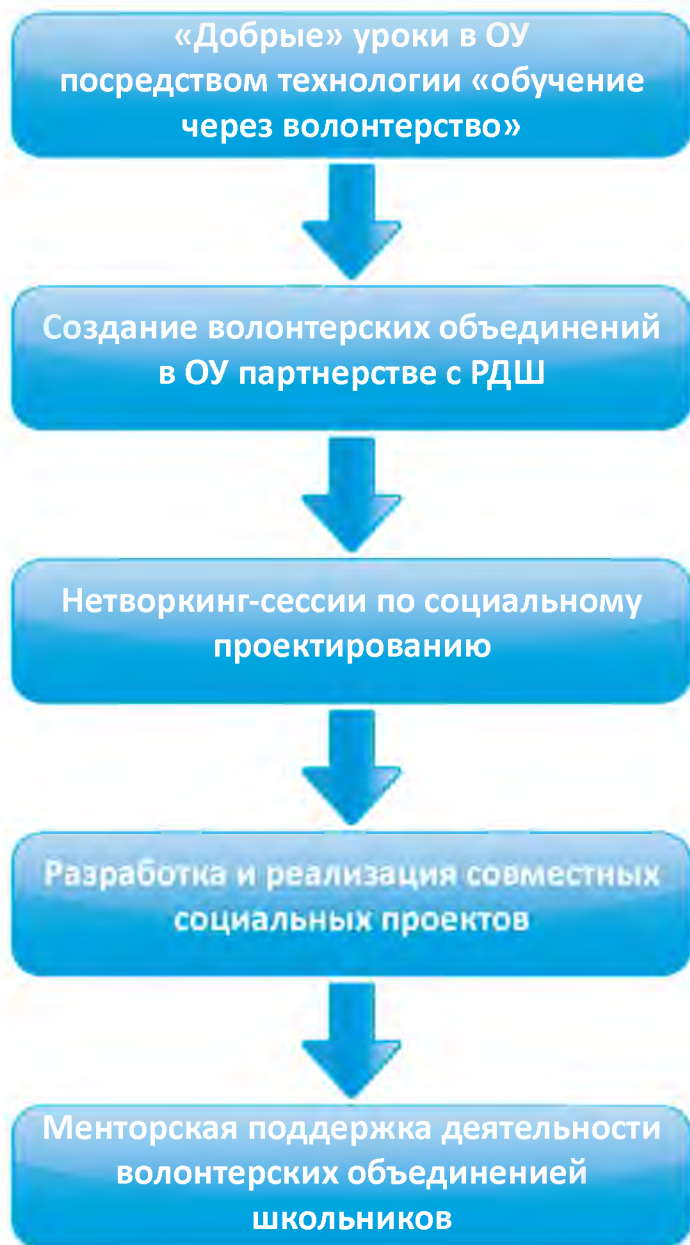 «Добрые» уроки в ОУ
посредством технологии «обучение
через волонтерство»
Создание волонтерских объединений
в ОУ партнерстве с РДШ
Нетворкинг-сессии по социальному
проектированию
Разработка и реализация совместных
социальных проектов
Менторская поддержка деятельности
волонтерских объединенией
школьников